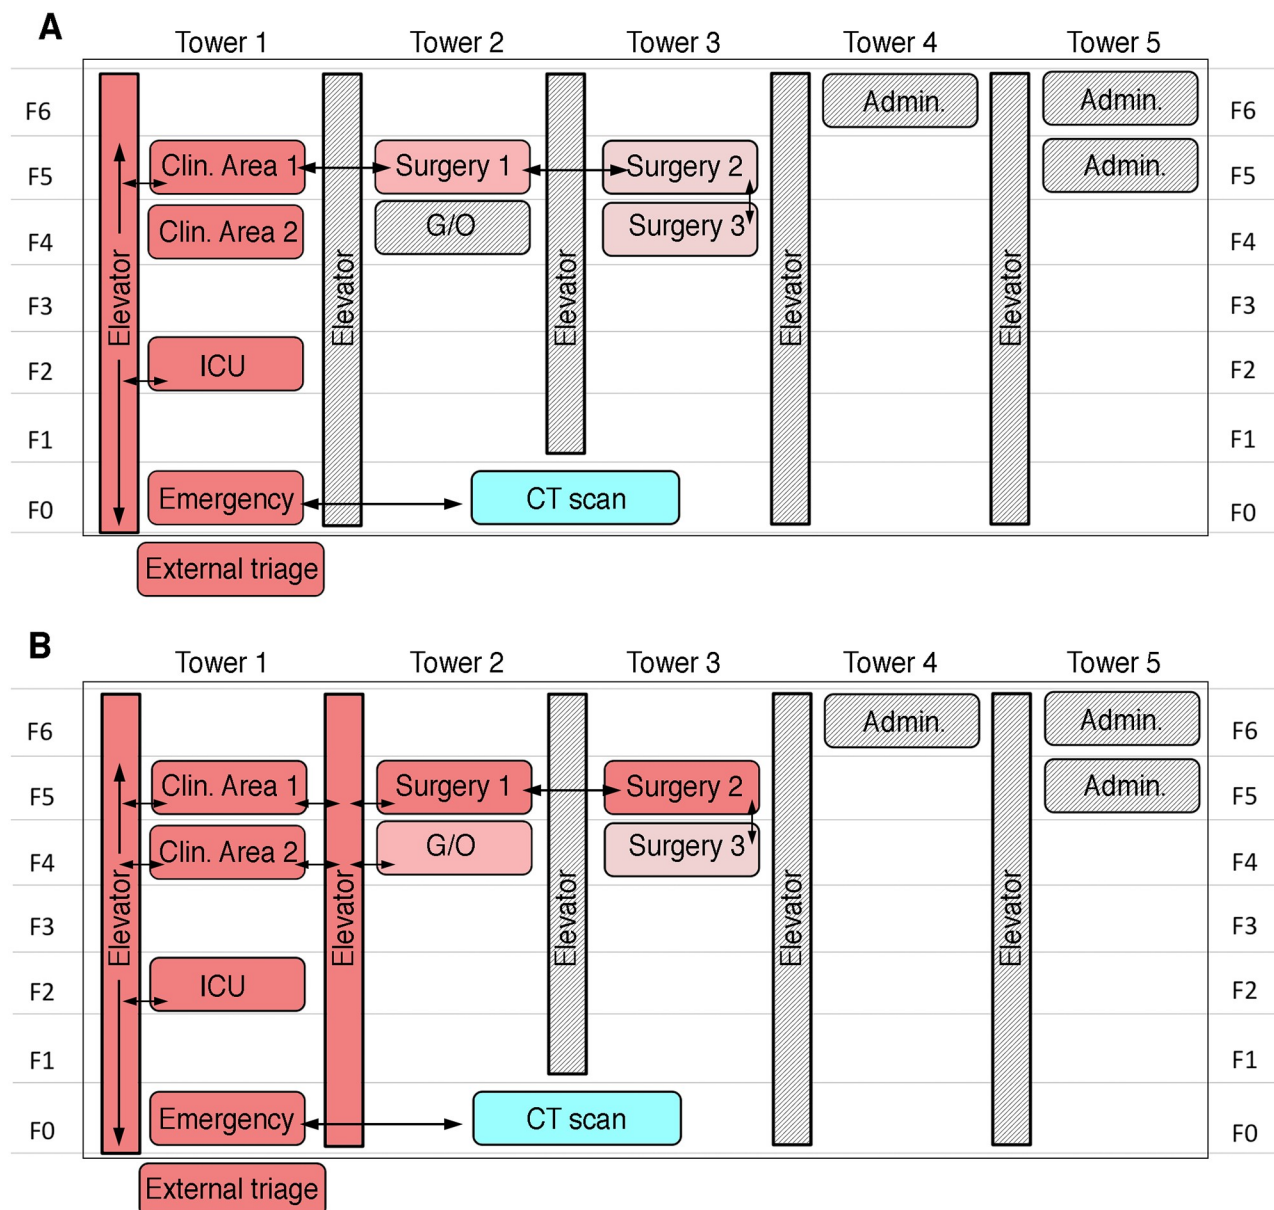 A
Tower 1 Tower 2 Tower 3 Tower 4 Tower 5
F6 Admin. Admin. F6
F5 Clin. Area 1 Surgery 1 Surgery 2 Admin. F5
F4 Clin. Area 2 G/O Surgery 3 F4
Elevator Elevator Elevator Elevator Elevator
F3 F3
F2 ICU F2
F1 F1
F0 Emergency CT scan F0
External triage
B
Tower 1 Tower 2 Tower 3 Tower 4 Tower 5
F6 Admin. Admin. F6
F5 Clin. Area 1 Surgery 1 Surgery 2 Admin. F5
F4 Clin. Area 2 G/O Surgery 3 F4
Elevator Elevator Elevator Elevator Elevator
F3 F3
F2 ICU F2
F1 F1
F0 Emergency CT scan F0
External triage